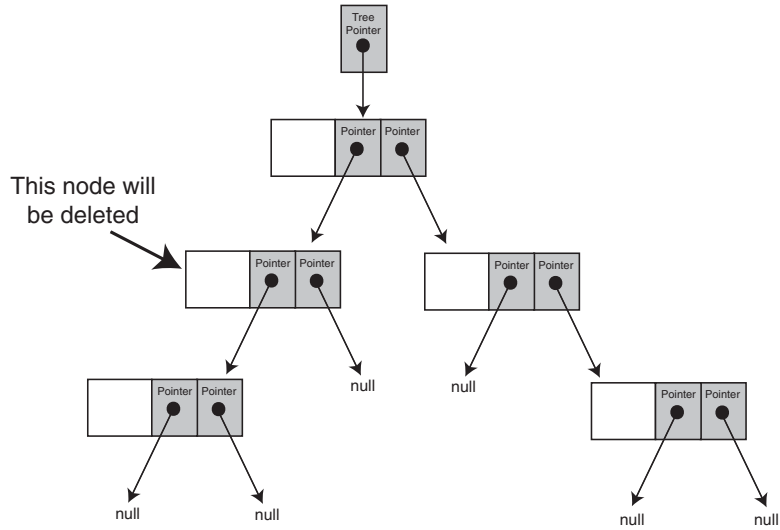 Tree
Pointer
Pointer Pointer
This node will
be deleted
Pointer Pointer
Pointer Pointer
null
null
Pointer Pointer
Pointer Pointer
null
null
null
null